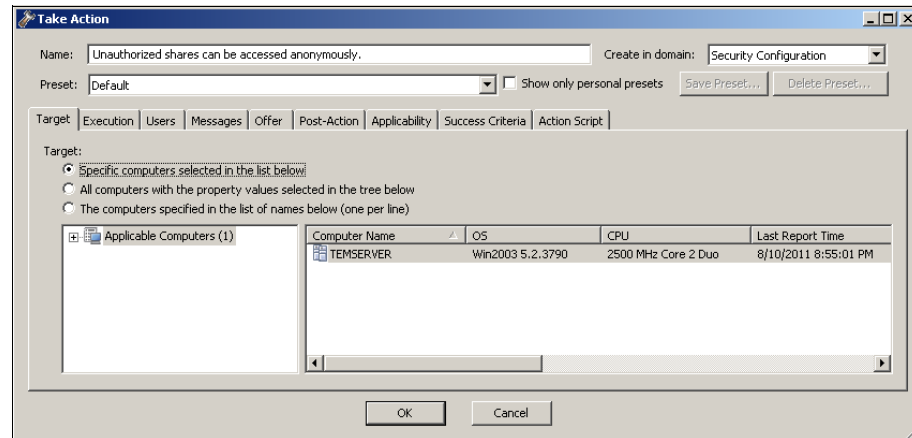 Take Action
Name: Unauthorized shares can be accessed anonymously. Create in domain: Security Configuration
Preset: Default Show only personal presets Save Preset... Delete Preset...
Target Execution Users Messages Offer Post-Action Applicability Success Criteria Action Script
Target:
Specific computers selected in the list below
All computers with the property values selected in the tree below
The computers specified in the list of names below (one per line)
Applicable Computers (1) Computer Name OS CPU Last Report Time
TEMSERVER Win2003 5.2.3790 2500 MHz Core 2 Duo 8/10/2011 8:55:01 PM
OK Cancel